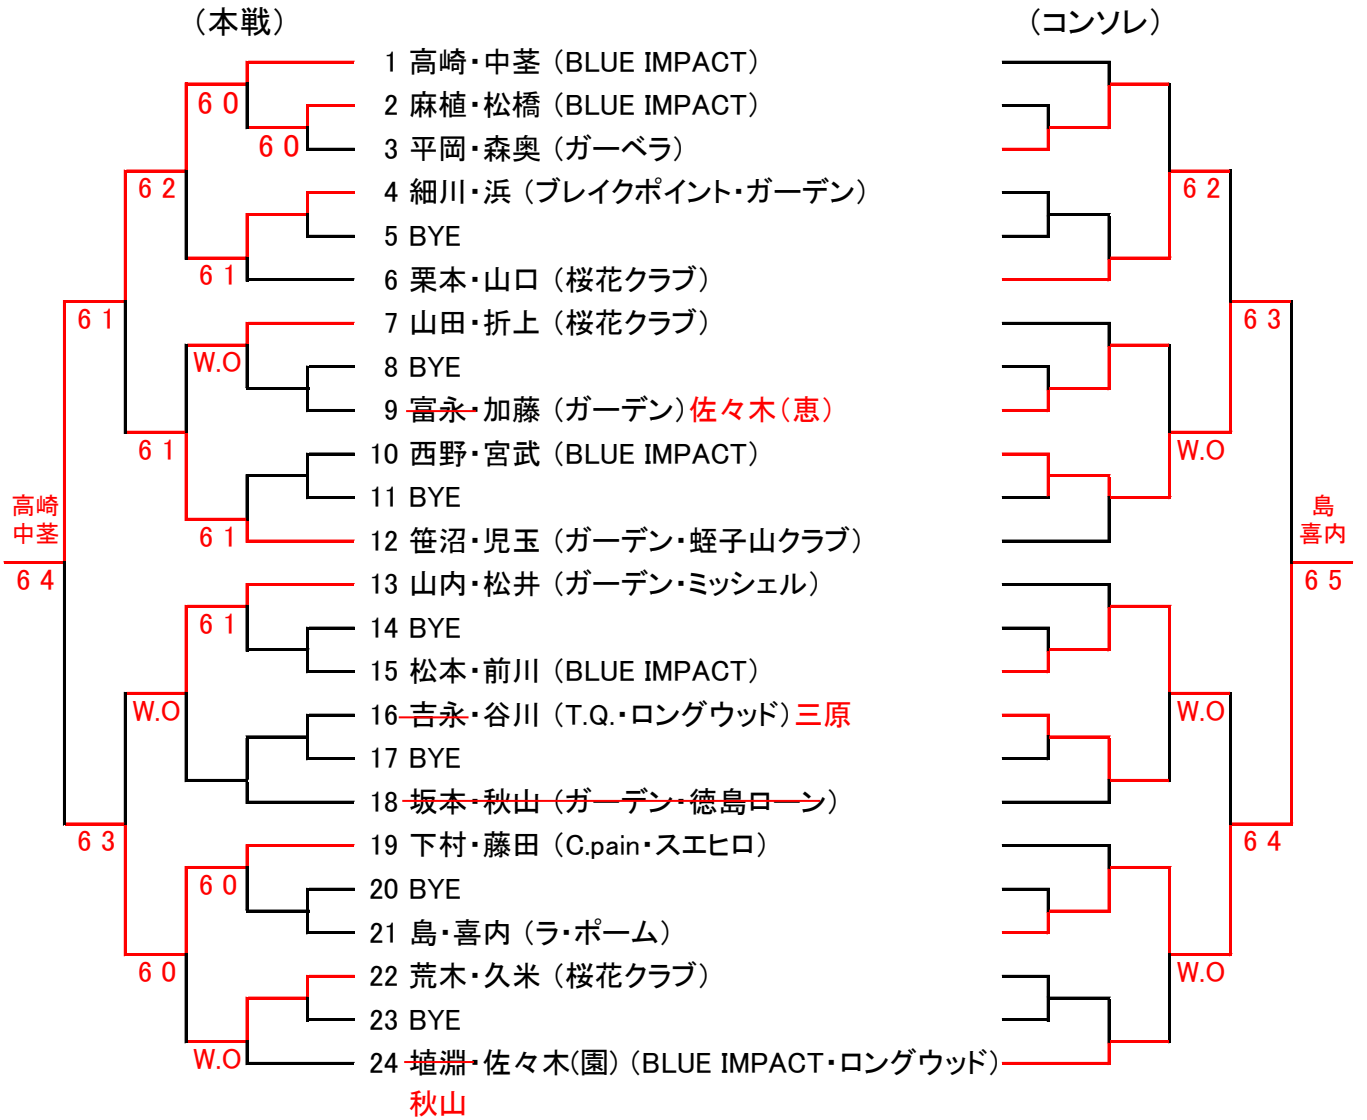 （本戦）　（コンソレ）
1 高崎・中茎 （BLUE IMPACT）
6 0　2 麻植・松橋 （BLUE IMPACT）
6 0　3 平岡・森奥 （ガーベラ）
6 2　4 細川・浜 （ブレイクポイント・ガーデン）　6 2
5 BYE
6 1　6 栗本・山口 （桜花クラブ）
6 1　7 山田・折上 （桜花クラブ）　6 3
W.O　8 BYE
9 富永・加藤 （ガーデン） 佐々木（恵）
6 1　10 西野・宮武 （BLUE IMPACT）　W.O
11 BYE
高崎　島
中茎　喜内
6 1　12 笹沼・児玉 （ガーデン・蛭子山クラブ）
6 4　13 山内・松井 （ガーデン・ミッシェル）　6 5
6 1　14 BYE
15 松本・前川 （BLUE IMPACT）
W.O　16 吉永・谷川 （T.Q.・ロングウッド） 三原　W.O
17 BYE
18 坂本・秋山 （ガーデン・徳島ローン）
6 3　19 下村・藤田 （C.pain・スエヒロ）　6 4
6 0　20 BYE
21 島・喜内 （ラ・ポーム）
6 0　22 荒木・久米 （桜花クラブ）　W.O
23 BYE
W.O　24 埴淵・佐々木(園) （BLUE IMPACT・ロングウッド）
秋山